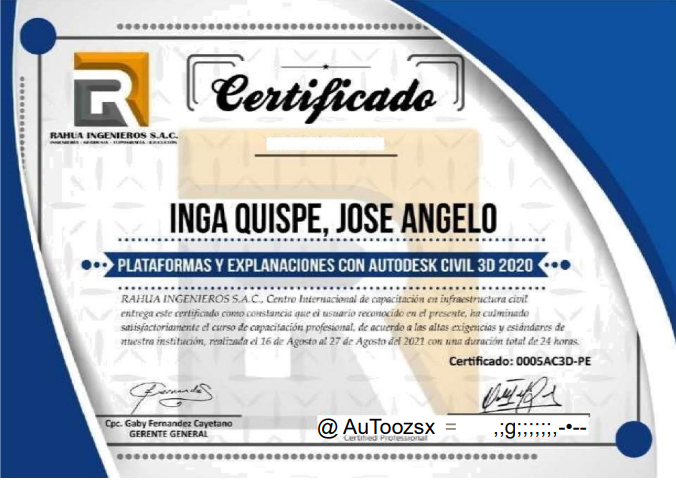 Certificado
RAHUA INGENIEROS S.A.C.
INGA QUISPE, JOSE ANGELO
PLATAFORMAS Y EXPLANACIONES CON AUTODESK CIVIL 3D 2020
RAHUA INGENIEROS S.A.C., Centro Internacional de capacitación en infraestructura civil
entrega este certificado como constancia que el usuario reconocido en el presente, ha culminado
satisfactoriamente el curso de capacitación profesional, de acuerdo a las altas exigencias y estándares de
nuestra institución, realizada el 16 de Agosto al 27 de Agosto del 2021 con una duración total de 24 horas.
Certificado: 0005AC3D-PE
Cpc. Gaby Fernandez Cayetano
GERENTE GENERAL
@ AuToozsx = ,;g;;;;;;,-•--
Certified Professional